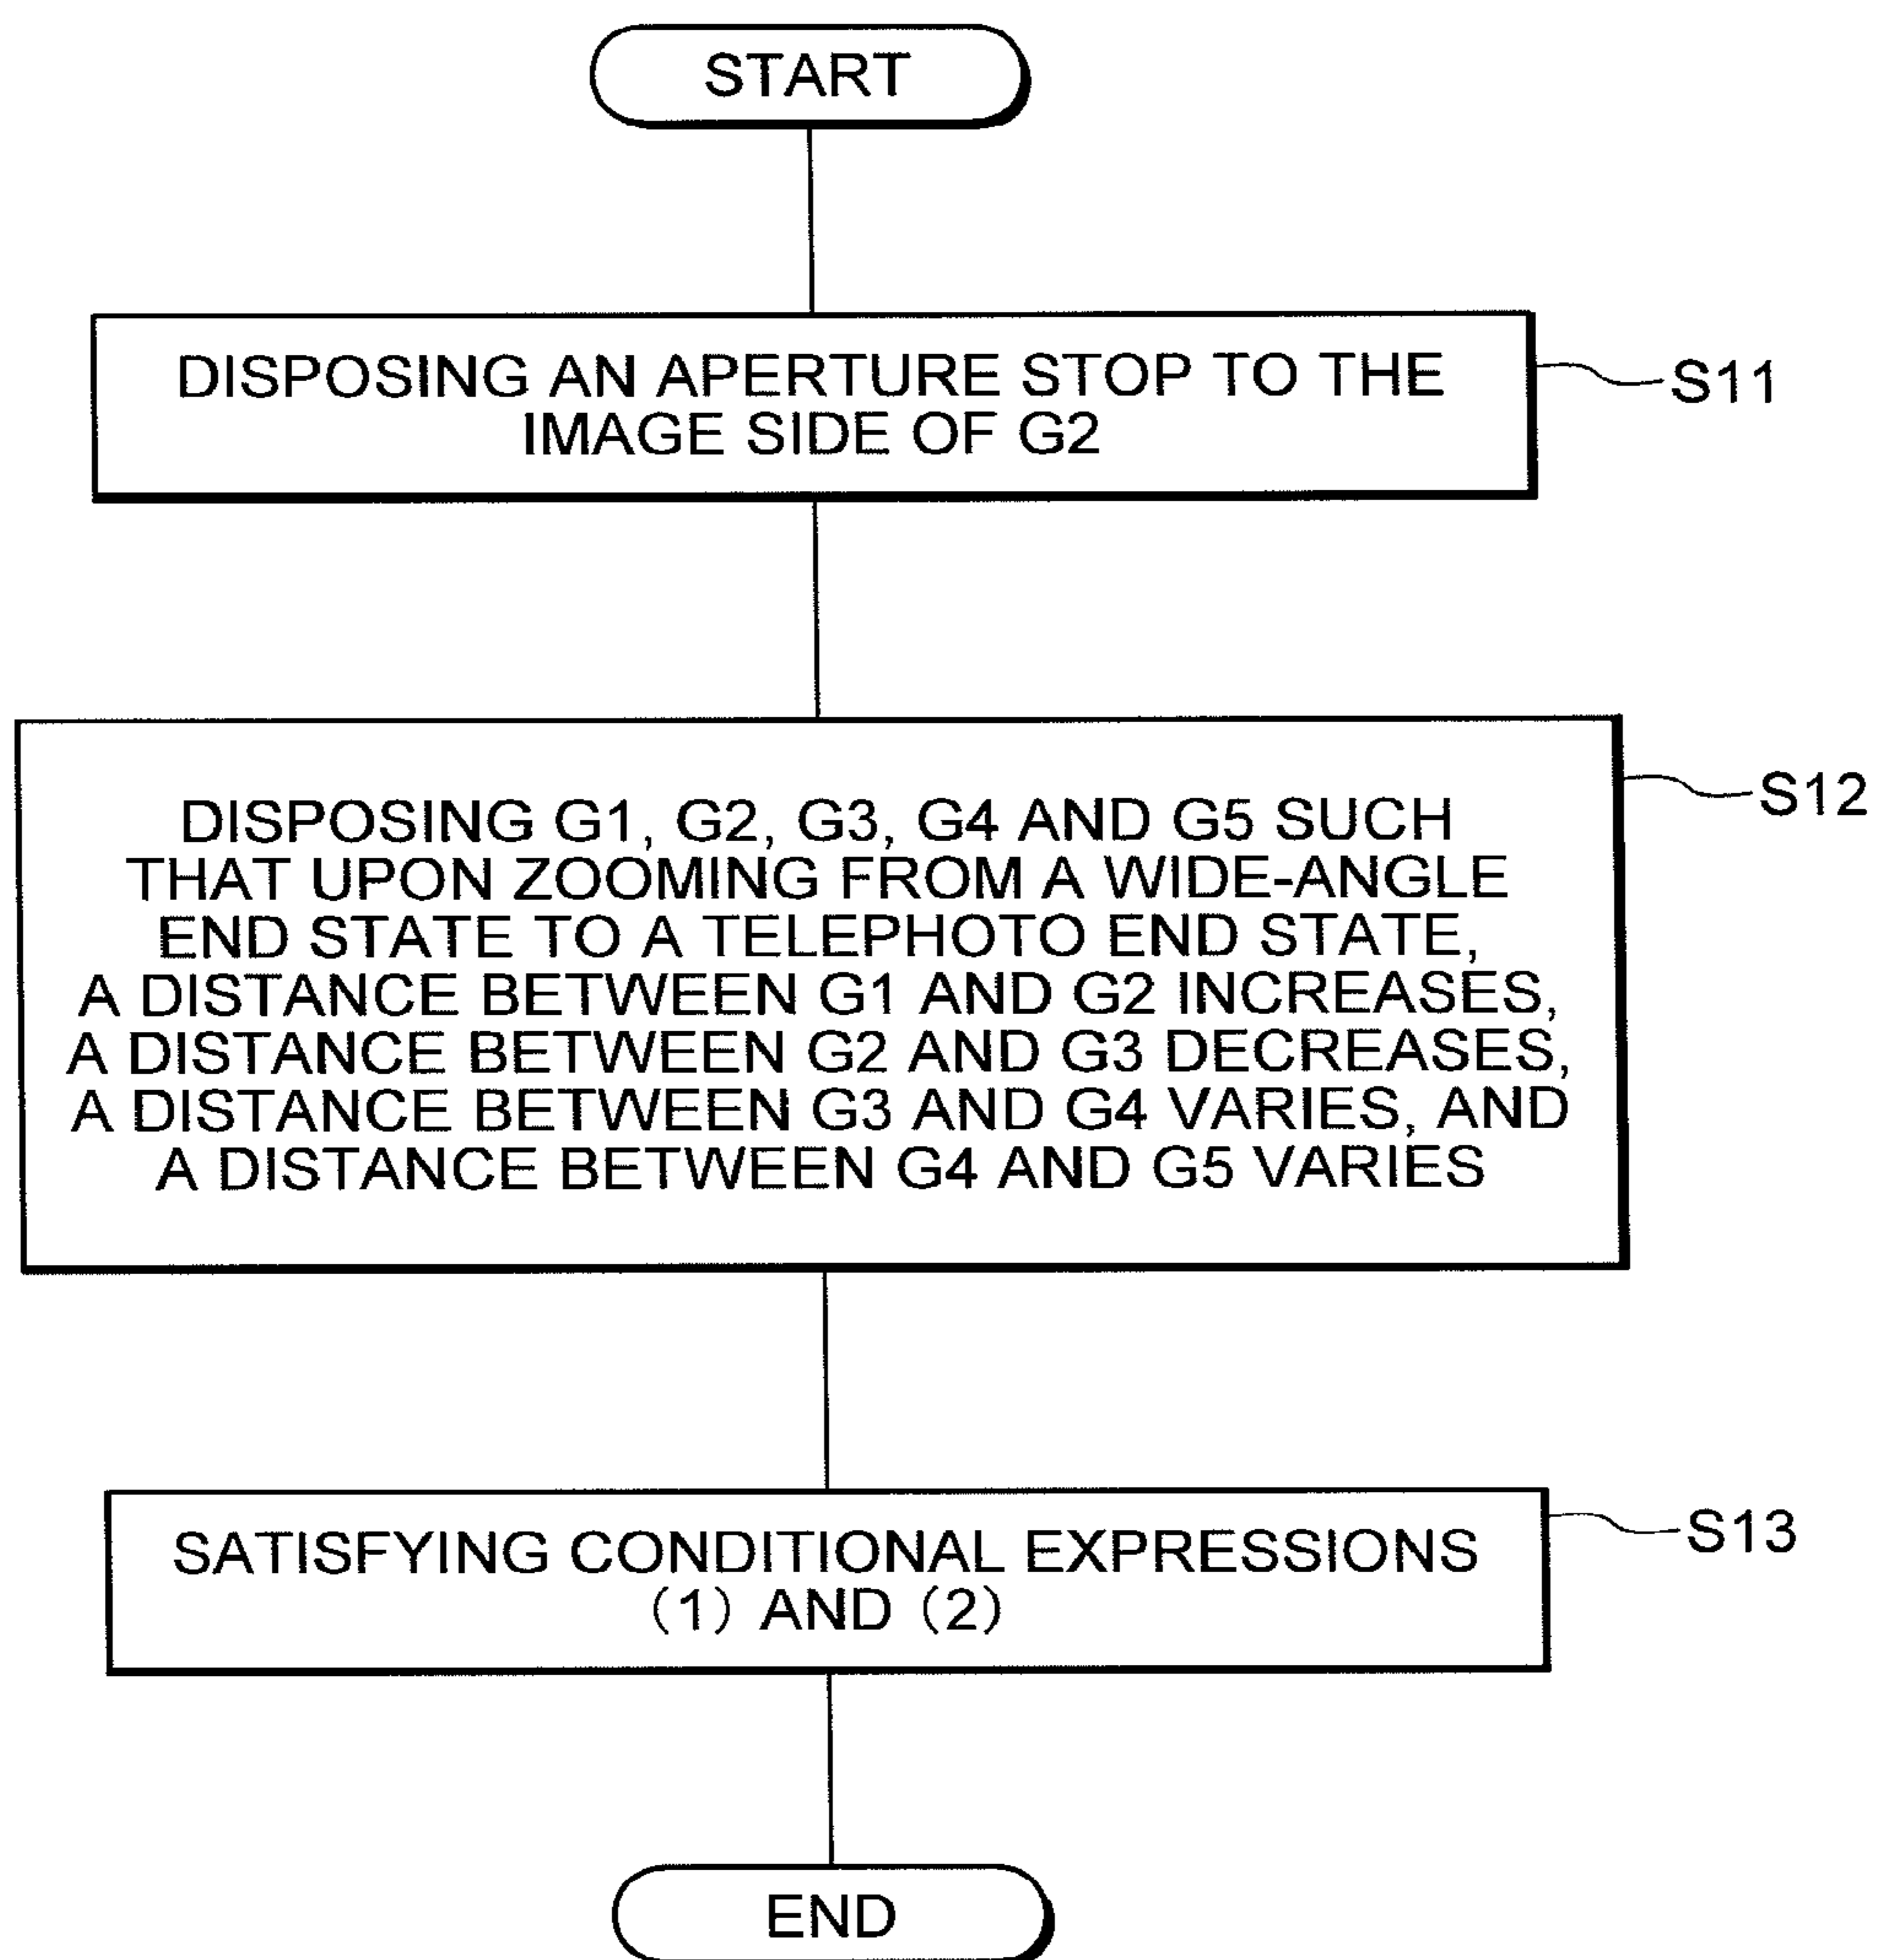 START
DISPOSING AN APERTURE STOP TO THE
IMAGE SIDE OF G2
S11
DISPOSING G1, G2, G3, G4 AND G5 SUCH
THAT UPON ZOOMING FROM A WIDE-ANGLE
END STATE TO A TELEPHOTO END STATE,
A DISTANCE BETWEEN G1 AND G2 INCREASES,
A DISTANCE BETWEEN G2 AND G3 DECREASES,
A DISTANCE BETWEEN G3 AND G4 VARIES, AND
A DISTANCE BETWEEN G4 AND G5 VARIES
S12
SATISFYING CONDITIONAL EXPRESSIONS
(1) AND (2)
S13
END